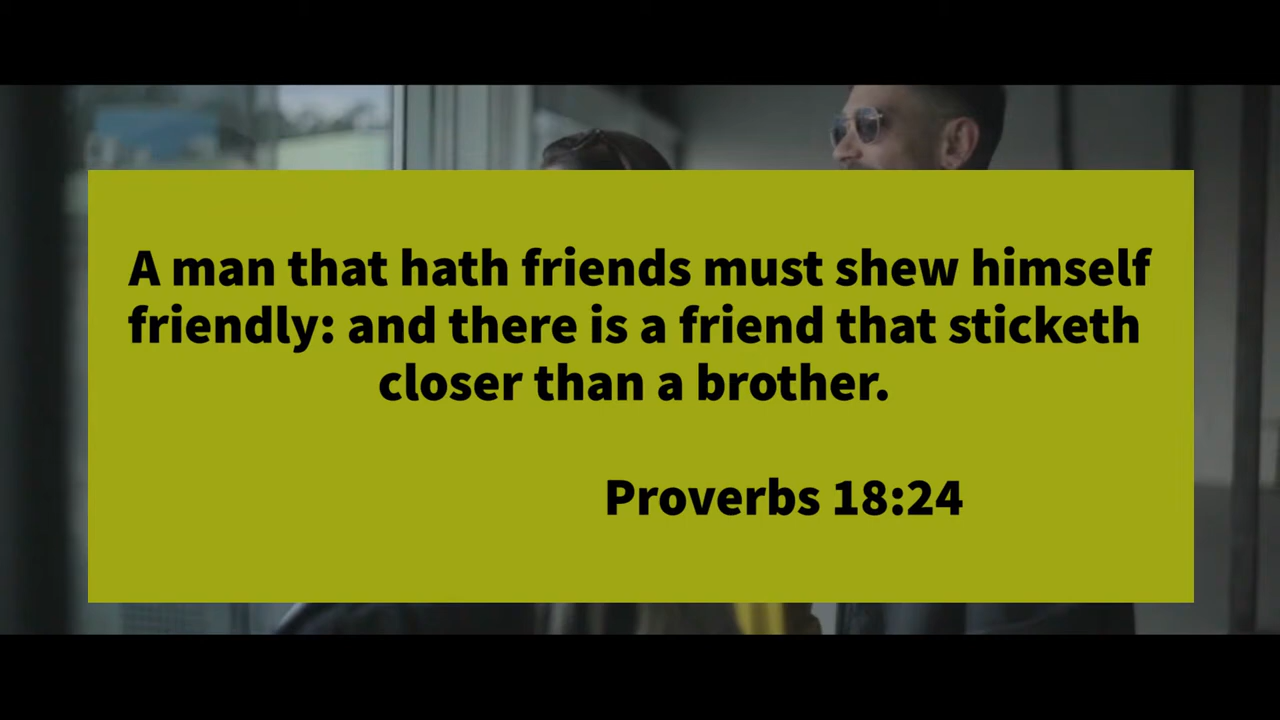 A man that hath friends must shew himself
friendly: and there is a friend that sticketh
closer than a brother.
Proverbs 18:24